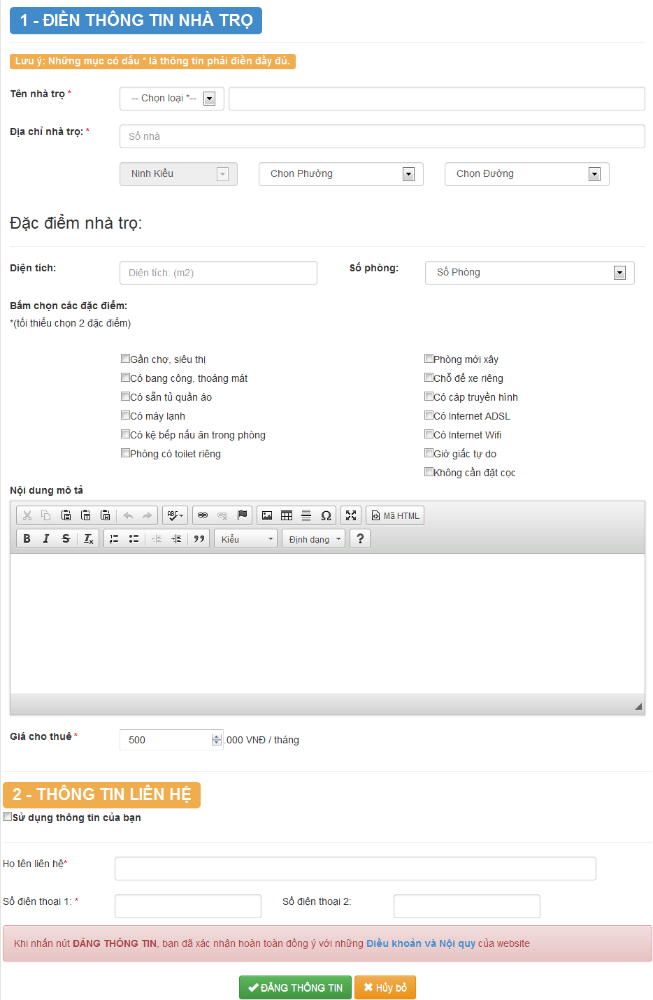 1 - ĐIỀN THÔNG TIN NHÀ TRỌ
Lưu ý: Những mục có dấu * là thông tin phải điền đầy đủ.
Tên nhà trọ * -- Chọn loại *--
Địa chỉ nhà trọ: * Số nhà
Ninh Kiều Chọn Phường Chọn Đường
Đặc điểm nhà trọ:
Diện tích: Diện tích: (m2) Số phòng: Số Phòng
Bấm chọn các đặc điểm:
*(tối thiểu chọn 2 đặc điểm)
Gần chợ, siêu thị Phòng mới xây
Có bang công, thoáng mát Chỗ để xe riêng
Có sẵn tủ quần áo Có cáp truyền hình
Có máy lạnh Có Internet ADSL
Có kệ bếp nấu ăn trong phòng Có Internet Wifi
Phòng có toilet riêng Giờ giấc tự do
Không cần đặt cọc
Nội dung mô tả
ABC Ω Mã HTML
B I S Tx Kiểu Định dạng ?
Giá cho thuê * 500 .000 VNĐ / tháng
2 - THÔNG TIN LIÊN HỆ
Sử dụng thông tin của bạn
Họ tên liên hệ*
Số điện thoại 1: * Số điện thoại 2:
Khi nhấn nút ĐĂNG THÔNG TIN, bạn đã xác nhận hoàn toàn đồng ý với những Điều khoản và Nội quy của website
ĐĂNG THÔNG TIN Hủy bỏ